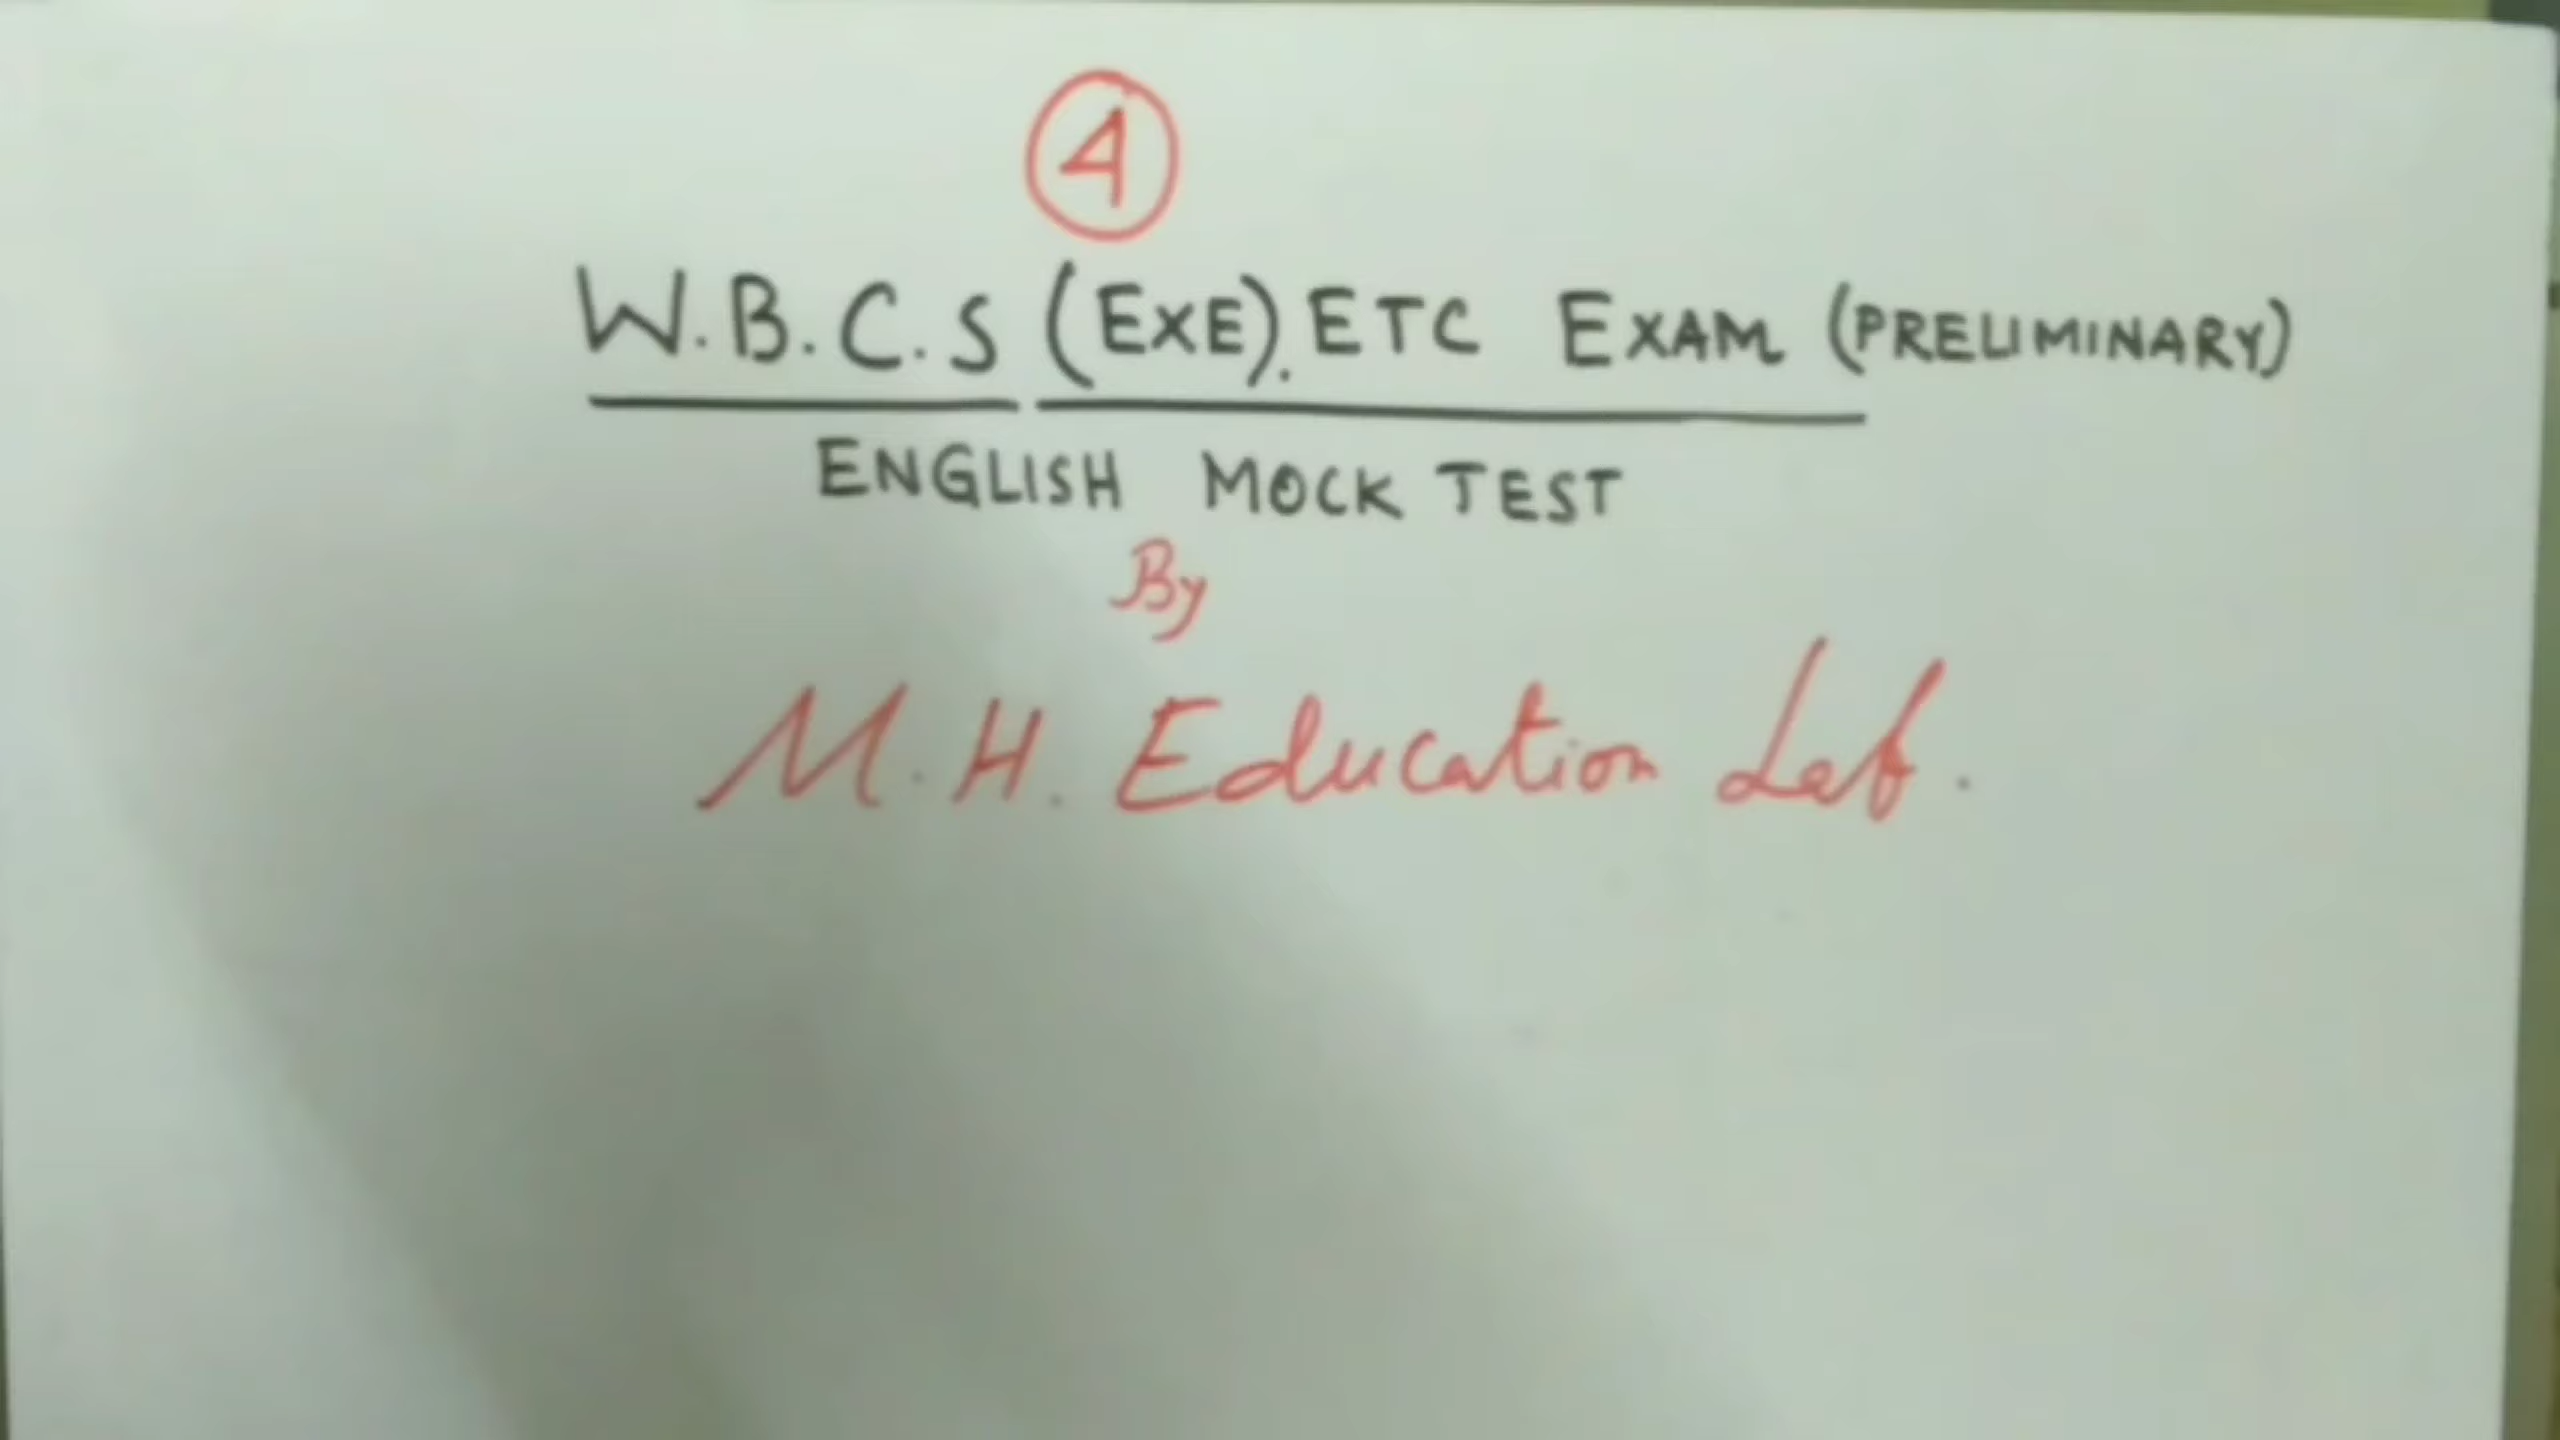 4
W.B.C.S (EXE). ETC EXAM (PRELIMINARY)
ENGLISH MOCK TEST
By
M.H. Education Lab.